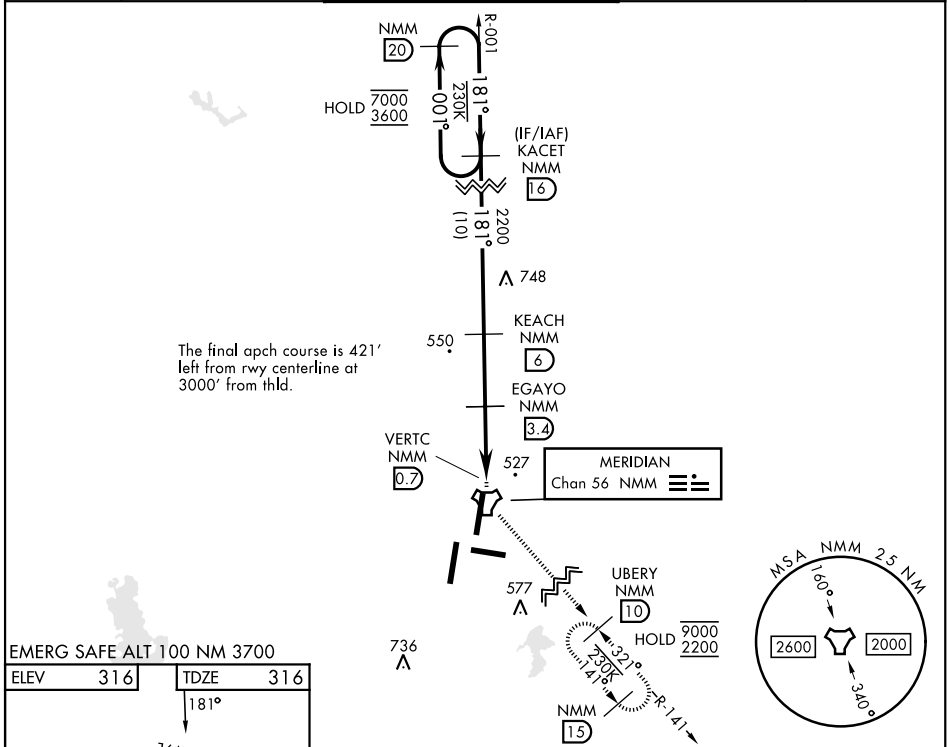 NMM
20
R-001
HOLD 7000
3600
001°
230K
181°
(IF/IAF)
KACET
NMM
16
2200
181°
(10)
748
The final apch course is 421'
left from rwy centerline at
3000' from thld.
550
KEACH
NMM
6
EGAYO
NMM
3.4
VERTC
NMM
0.7
527
MERIDIAN
Chan 56 NMM
577
UBERY
NMM
10
HOLD 9000
2200
321°
230K
141°
R-141
NMM
15
736
MSA NMM 25 NM
160°
2600
2000
340°
EMERG SAFE ALT 100 NM 3700
ELEV 316
TDZE 316
181°